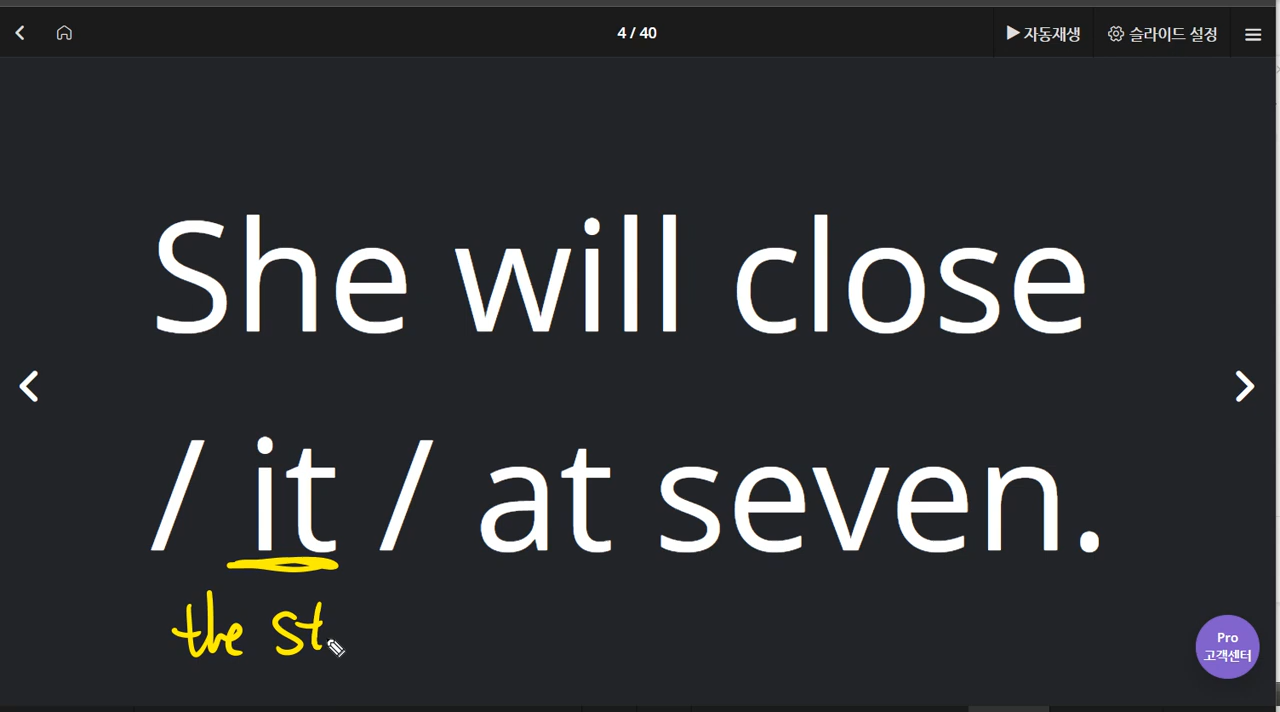 4 / 40
▶ 자동재생
슬라이드 설정
She will close
/ it / at seven.
the st
Pro
고객센터